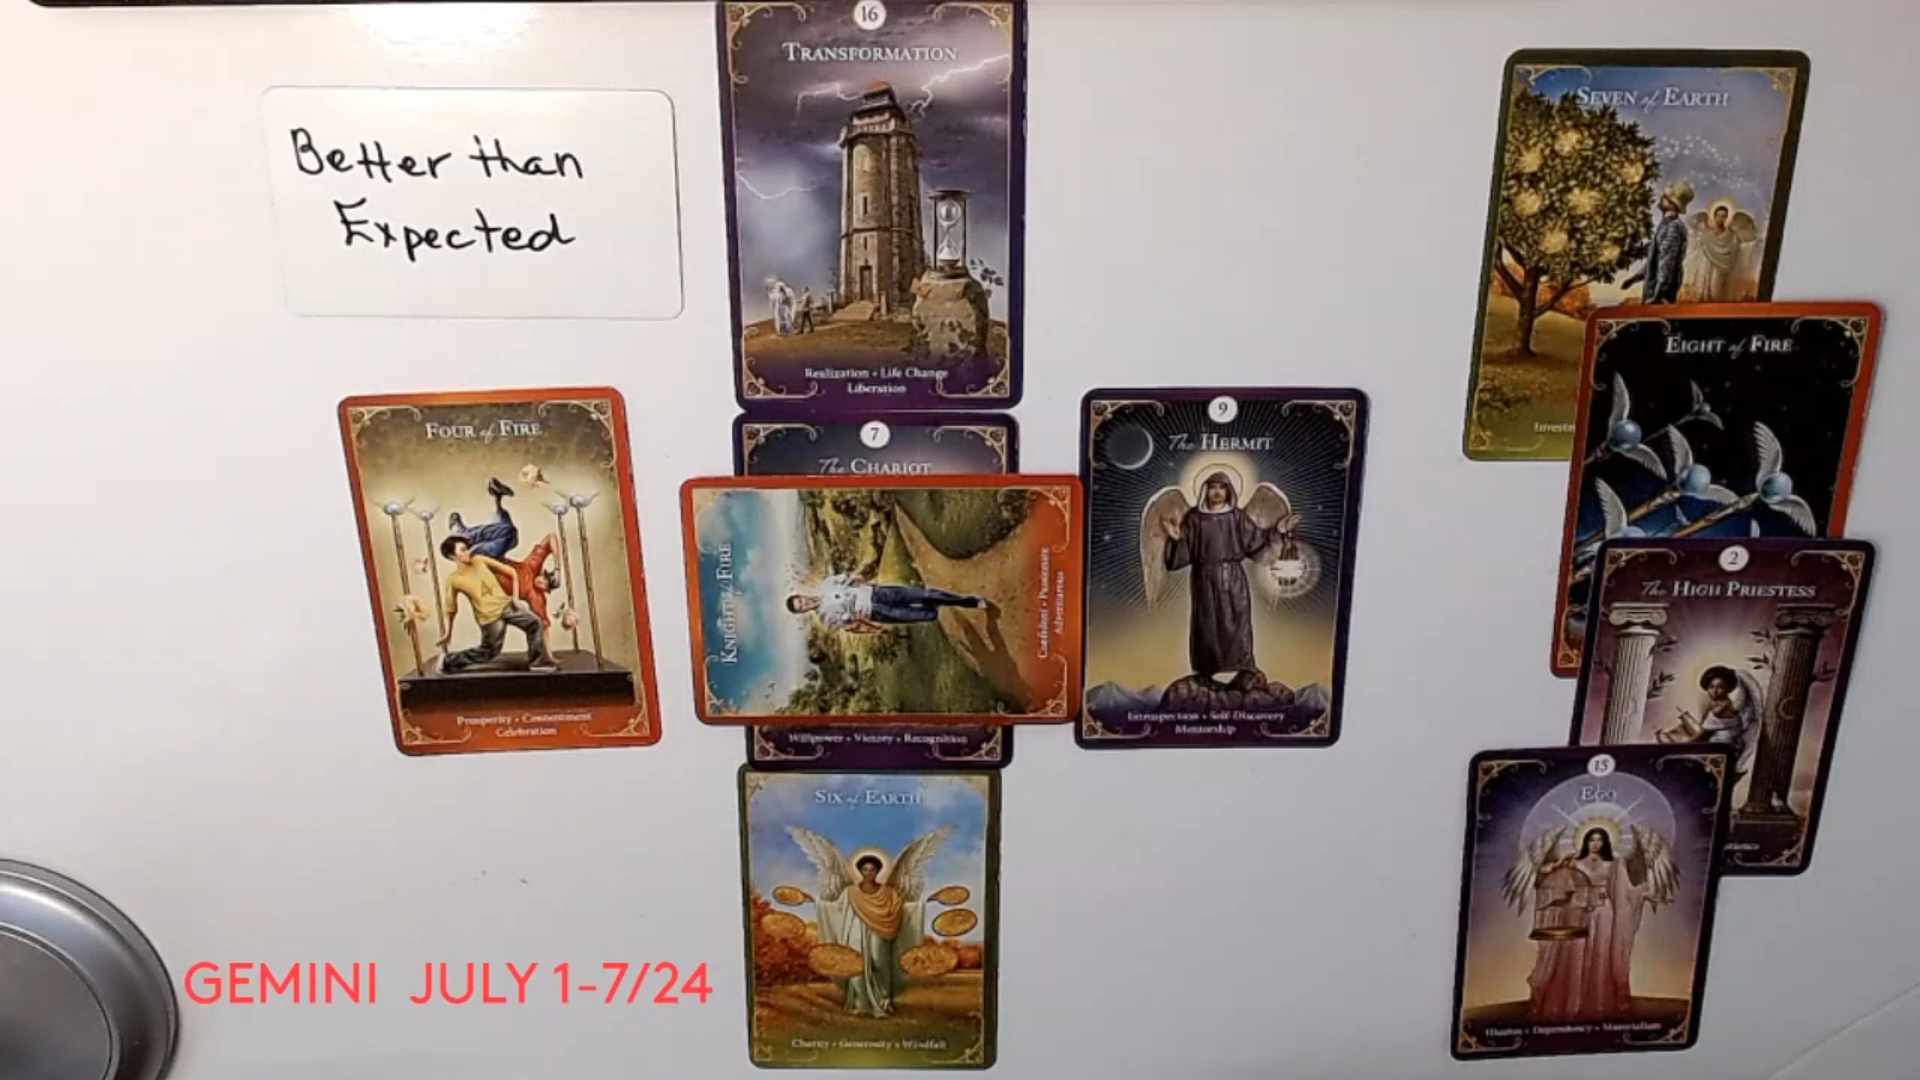 16
TRANSFORMATION
Realization • Life Change
Liberation
Better than
Expected
SEVEN of EARTH
EIGHT of FIRE
2
The HIGH PRIESTESS
15
EGO
Illusion • Dependency • Materialism
FOUR of FIRE
Prosperity • Contentment
Celebration
7
The CHARIOT
KNIGHT of FIRE
Confident • Passionate
Adventurous
Willpower • Victory • Recognition
9
The HERMIT
Introspection • Self-Discovery
Mentorship
SIX of EARTH
Charity • Generosity • Windfall
GEMINI JULY 1-7/24